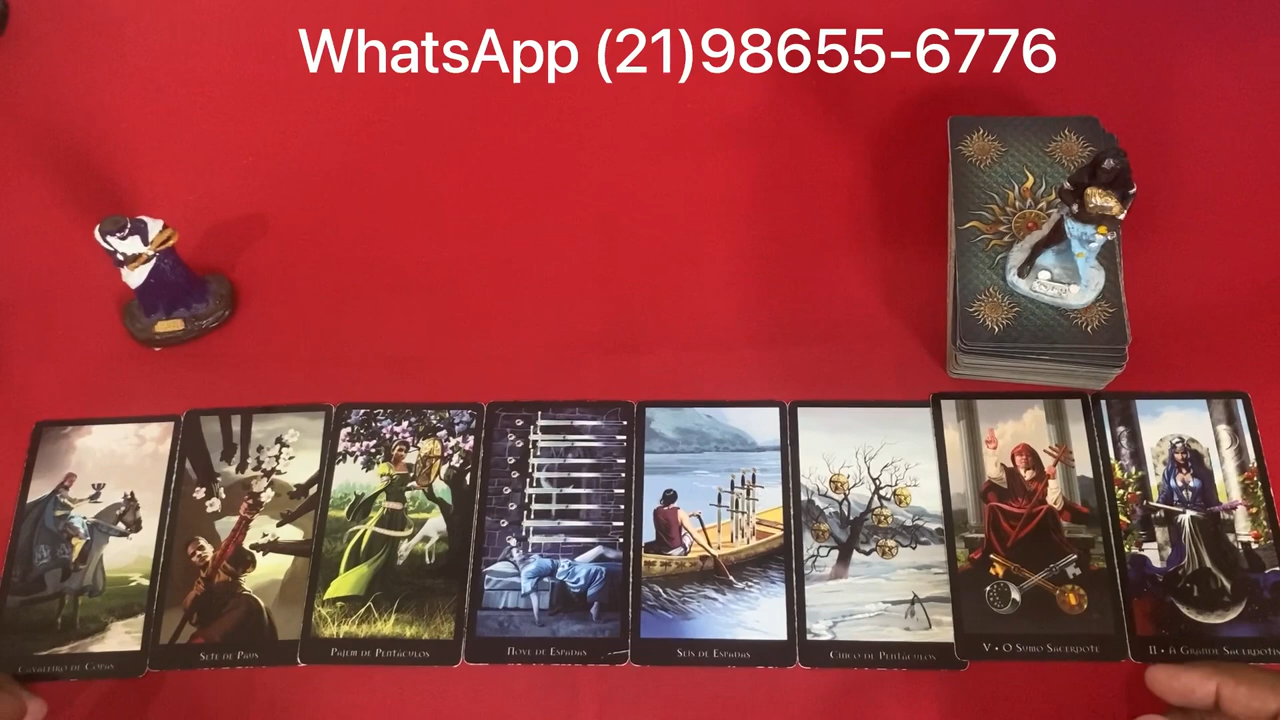 WhatsApp (21)98655-6776
Cavaleiro de Copas
Sete de Paus
Pajem de Pentáculos
Nove de Espadas
Seis de Espadas
Cinco de Pentáculos
V • O Sumo Sacerdote
II • A Grande Sacerdotisa